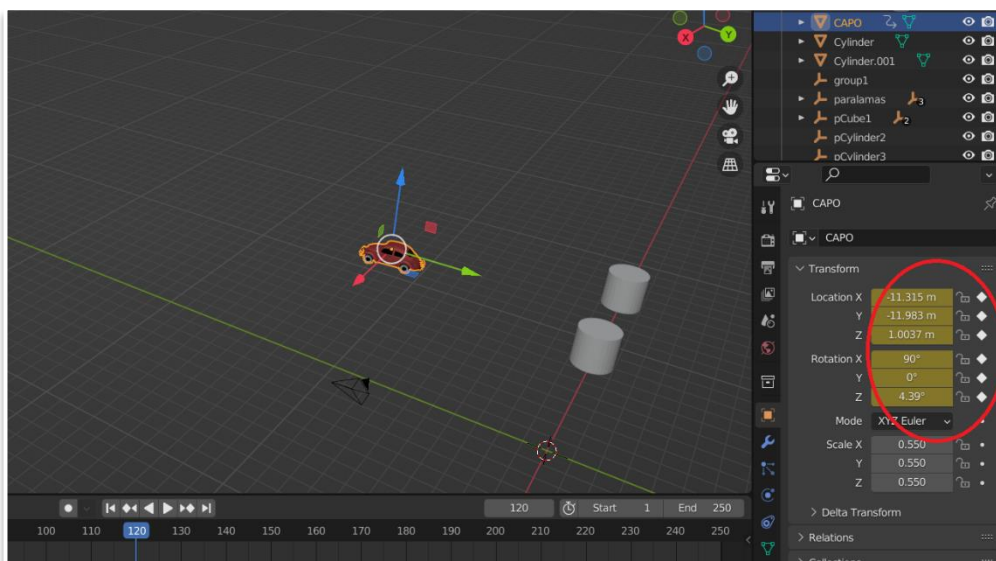 X
Y
CAPO
Cylinder
Cylinder.001
group1
paralamas 3
pCube1 2
pCylinder2
pCylinder3
CAPO
CAPO
Transform
Location X -11.315 m
Y -11.983 m
Z 1.0037 m
Rotation X 90°
Y 0°
Z 4.39°
Mode XYZ Euler
Scale X 0.550
Y 0.550
Z 0.550
Delta Transform
Relations
120 Start 1 End 250
100 110 120 130 140 150 160 170 180 190 200 210 220 230 240 250